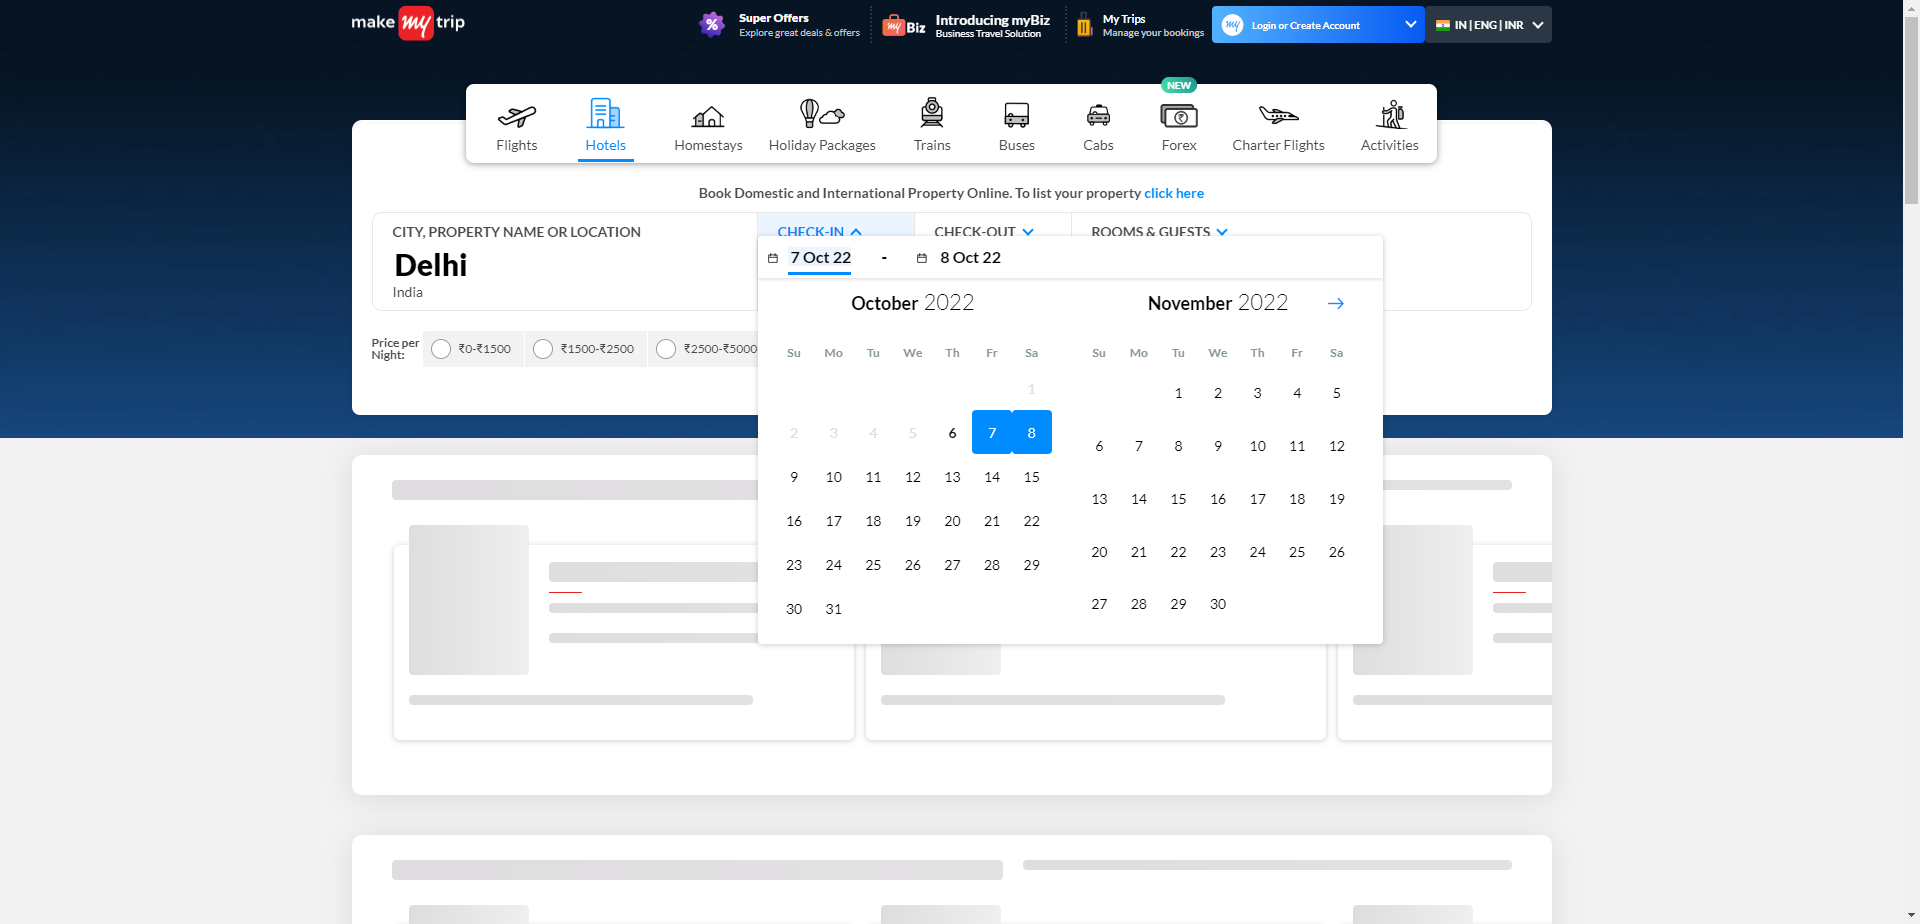 make my trip
Super Offers
Explore great deals & offers
my Biz
Introducing myBiz
Business Travel Solution
My Trips
Manage your bookings
my
Login or Create Account
IN | ENG | INR
NEW
Flights
Hotels
Homestays
Holiday Packages
Trains
Buses
Cabs
Forex
Charter Flights
Activities
Book Domestic and International Property Online. To list your property click here
CITY, PROPERTY NAME OR LOCATION
Delhi
India
CHECK-IN
CHECK-OUT
ROOMS & GUESTS
7 Oct 22 - 8 Oct 22
Price per
Night:
₹0-₹1500
₹1500-₹2500
₹2500-₹5000
October 2022
Su Mo Tu We Th Fr Sa
1
2 3 4 5 6 7 8
9 10 11 12 13 14 15
16 17 18 19 20 21 22
23 24 25 26 27 28 29
30 31
November 2022
Su Mo Tu We Th Fr Sa
1 2 3 4 5
6 7 8 9 10 11 12
13 14 15 16 17 18 19
20 21 22 23 24 25 26
27 28 29 30